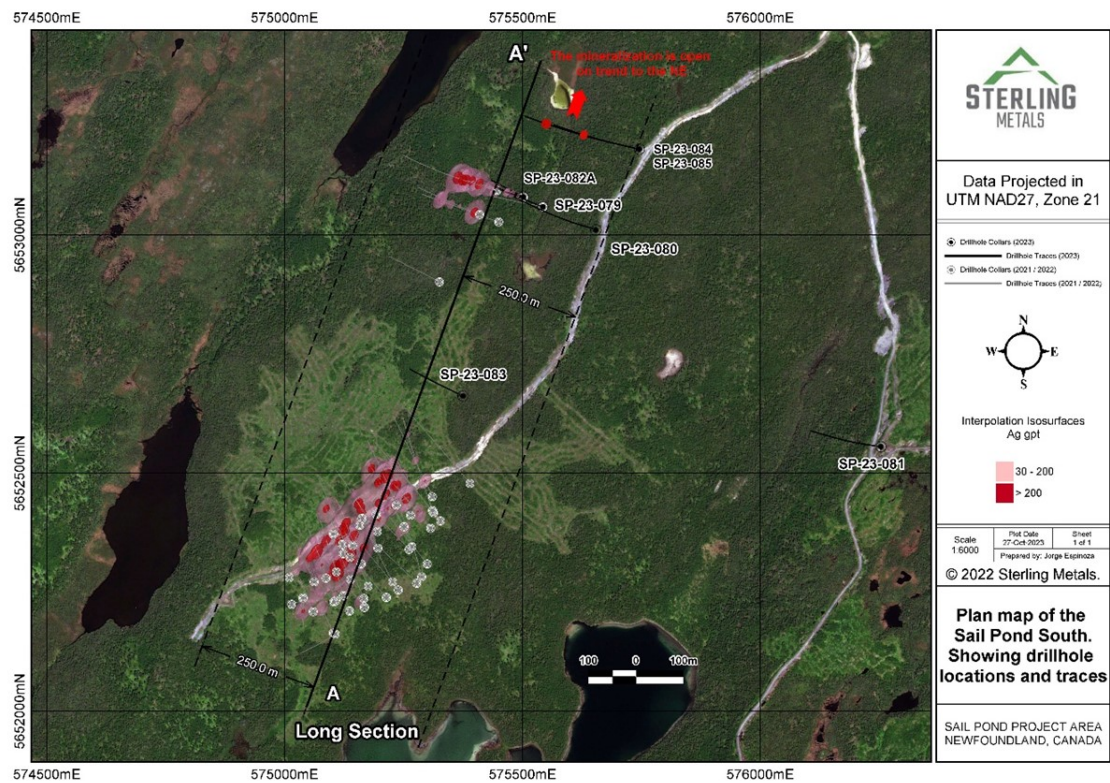 574500mE
575000mE
575500mE
576000mE
A'
The mineralization is open
on trend to the NE
SP-23-084
SP-23-085
SP-23-082A
SP-23-079
5653000mN
SP-23-080
250.0 m
SP-23-083
SP-23-081
5652500mN
250.0 m
A
Long Section
100 0 100m
5652000mN
574500mE
575000mE
575500mE
576000mE
STERLING
METALS
Data Projected in
UTM NAD27, Zone 21
Drillhole Collars (2023)
Drillhole Traces (2023)
Drillhole Collars (2021 / 2022)
Drillhole Traces (2021 / 2022)
N
W E
S
Interpolation Isosurfaces
Ag gpt
30 - 200
> 200
Scale
1:6000
Plot Date
27-Oct-2023
Sheet
1 of 1
Prepared by: Jorge Espinoza
© 2022 Sterling Metals.
Plan map of the
Sail Pond South.
Showing drillhole
locations and traces
SAIL POND PROJECT AREA
NEWFOUNDLAND, CANADA